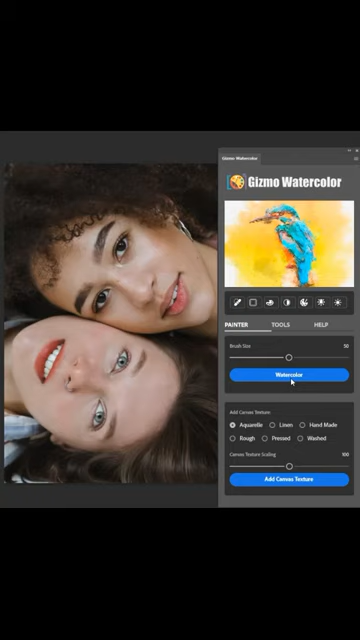 Gizmo Watercolor
Gizmo Watercolor
PAINTER TOOLS HELP
Brush Size 50
Watercolor
Add Canvas Texture
Aquarelle Linen Hand Made
Rough Pressed Washed
Canvas Texture Scaling 100
Add Canvas Texture